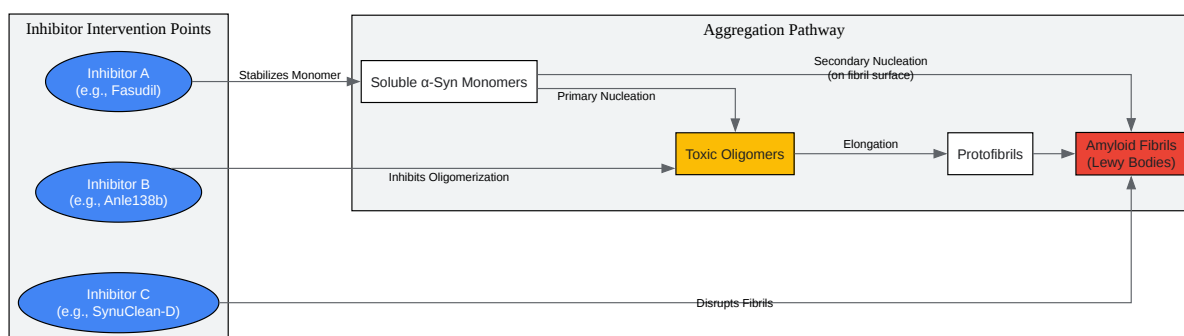 Inhibitor Intervention Points
Inhibitor A
(e.g., Fasudil)
Inhibitor B
(e.g., Anle138b)
Inhibitor C
(e.g., SynuClean-D)
Stabilizes Monomer
Inhibits Oligomerization
Disrupts Fibrils
Aggregation Pathway
Soluble α-Syn Monomers
Secondary Nucleation
(on fibril surface)
Primary Nucleation
Toxic Oligomers
Elongation
Protofibrils
Amyloid Fibrils
(Lewy Bodies)